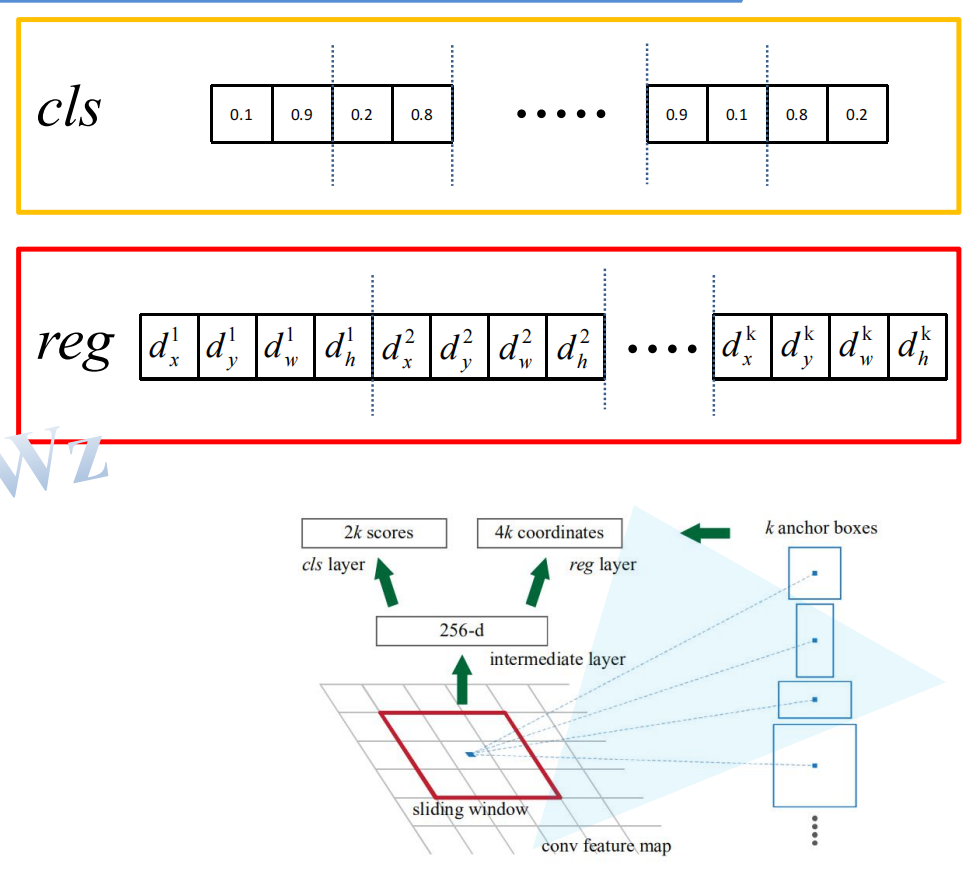 cls 0.1 0.9 0.2 0.8 ····· 0.9 0.1 0.8 0.2
reg d_x^1 d_y^1 d_w^1 d_h^1 d_x^2 d_y^2 d_w^2 d_h^2 ···· d_x^k d_y^k d_w^k d_h^k
Wz
2k scores 4k coordinates k anchor boxes
cls layer reg layer
256-d
intermediate layer
sliding window
conv feature map